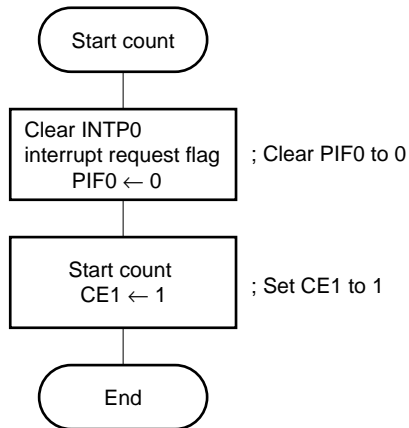 Start count
Clear INTP0
interrupt request flag
PIF0 ← 0
; Clear PIF0 to 0
Start count
CE1 ← 1
; Set CE1 to 1
End